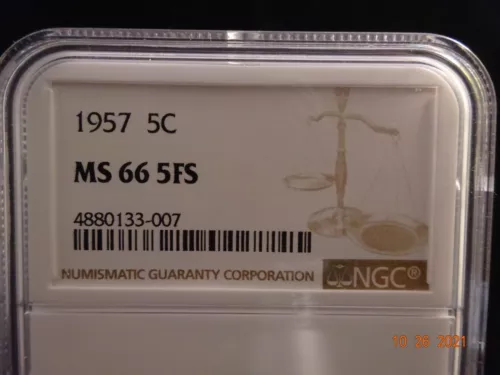 1957 5C
MS 66 5FS
4880133-007
NUMISMATIC GUARANTY CORPORATION NGC®
10 26 2021